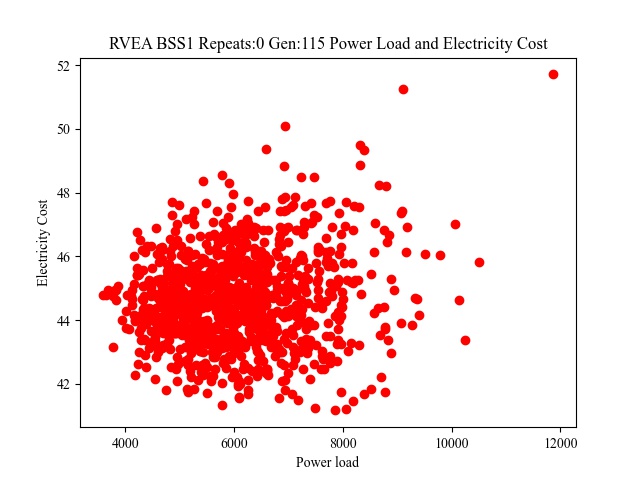 RVEA BSS1 Repeats:0 Gen:115 Power Load and Electricity Cost
52
50
48
46
44
42
Electricity Cost
4000 6000 8000 10000 12000
Power load